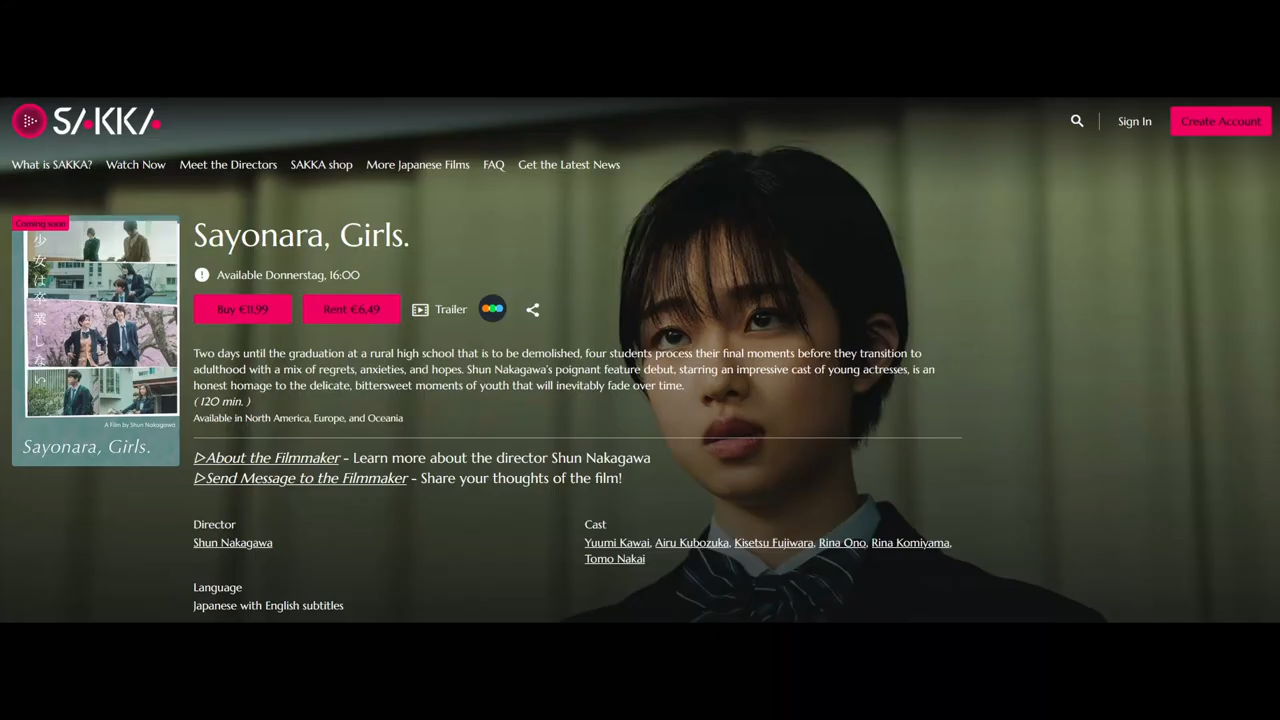 SAKKA
Sign In
Create Account
What is SAKKA?
Watch Now
Meet the Directors
SAKKA shop
More Japanese Films
FAQ
Get the Latest News
Coming soon
少女は卒業しない
A Film by Shun Nakagawa
Sayonara, Girls.
Sayonara, Girls.
Available Donnerstag, 16:00
Buy €11,99
Rent €6,49
Trailer
Two days until the graduation at a rural high school that is to be demolished, four students process their final moments before they transition to
adulthood with a mix of regrets, anxieties, and hopes. Shun Nakagawa's poignant feature debut, starring an impressive cast of young actresses, is an
honest homage to the delicate, bittersweet moments of youth that will inevitably fade over time.
( 120 min. )
Available in North America, Europe, and Oceania
▷About the Filmmaker - Learn more about the director Shun Nakagawa
▷Send Message to the Filmmaker - Share your thoughts of the film!
Director
Shun Nakagawa
Cast
Yuumi Kawai, Airu Kubozuka, Kisetsu Fujiwara, Rina Ono, Rina Komiyama,
Tomo Nakai
Language
Japanese with English subtitles